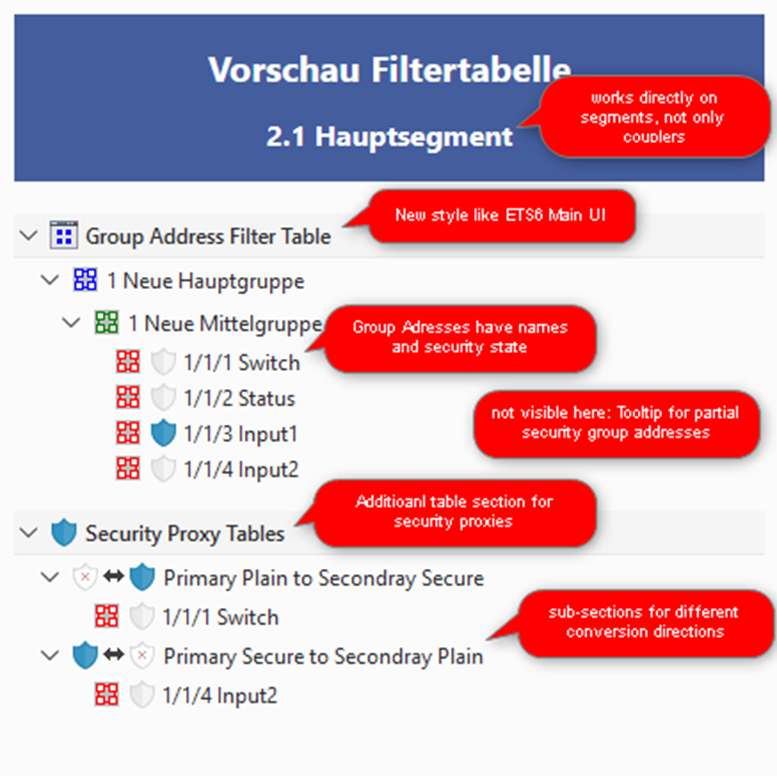 Vorschau Filtertabelle
works directly on
segments, not only
couplers
2.1 Hauptsegment
New style like ETS6 Main UI
Group Address Filter Table
1 Neue Hauptgruppe
1 Neue Mittelgruppe
Group Adresses have names
and security state
1/1/1 Switch
1/1/2 Status
not visible here: Tooltip for partial
security group addresses
1/1/3 Input1
1/1/4 Input2
Additioanl table section for
security proxies
Security Proxy Tables
Primary Plain to Secondray Secure
1/1/1 Switch
sub-sections for different
conversion directions
Primary Secure to Secondray Plain
1/1/4 Input2